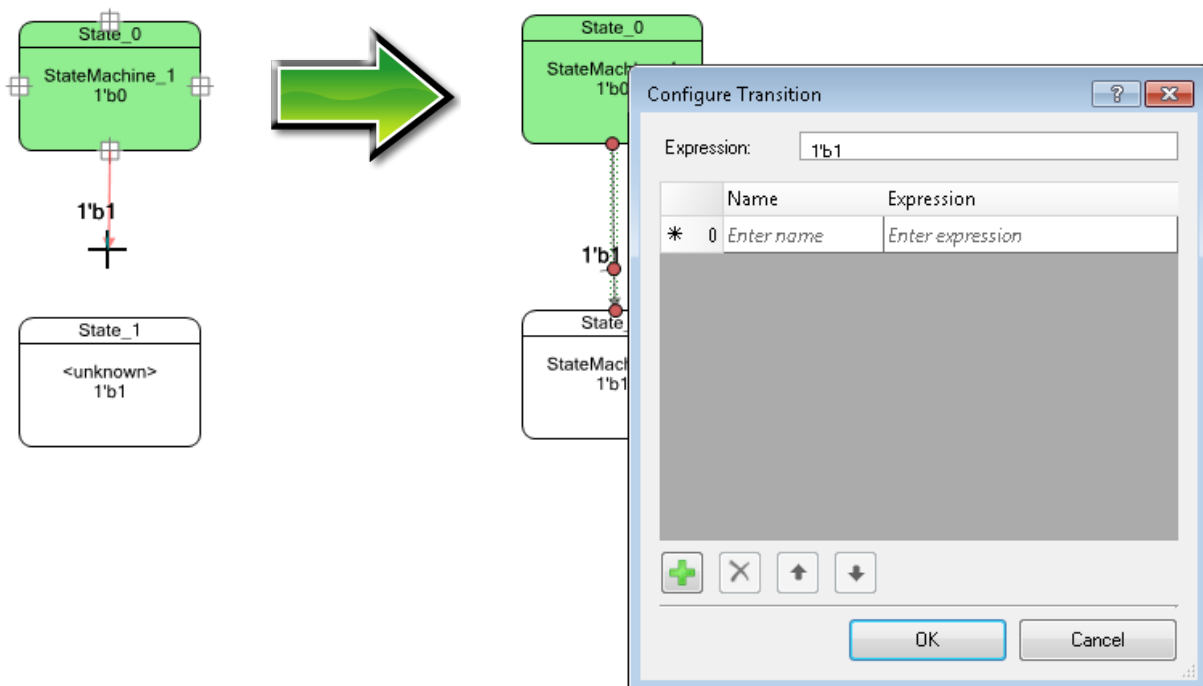 State_0
StateMachine_1
1'b0
1'b1
State_1
<unknown>
1'b1
State_0
1'b0
1'b1
1'b1
Configure Transition
Expression:
1'b1
Name
Expression
0
Enter name
Enter expression
OK
Cancel